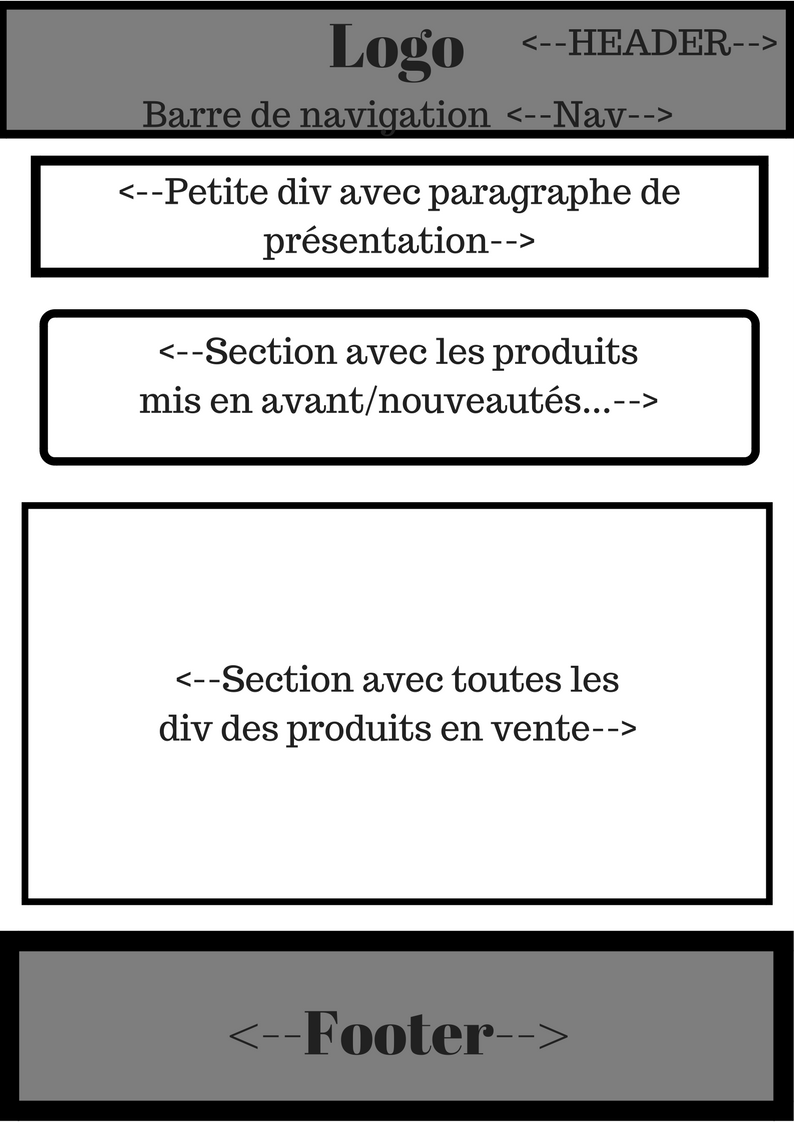 Logo <--HEADER-->
Barre de navigation <--Nav-->
<--Petite div avec paragraphe de
présentation-->
<--Section avec les produits
mis en avant/nouveautés...-->
<--Section avec toutes les
div des produits en vente-->
<--Footer-->